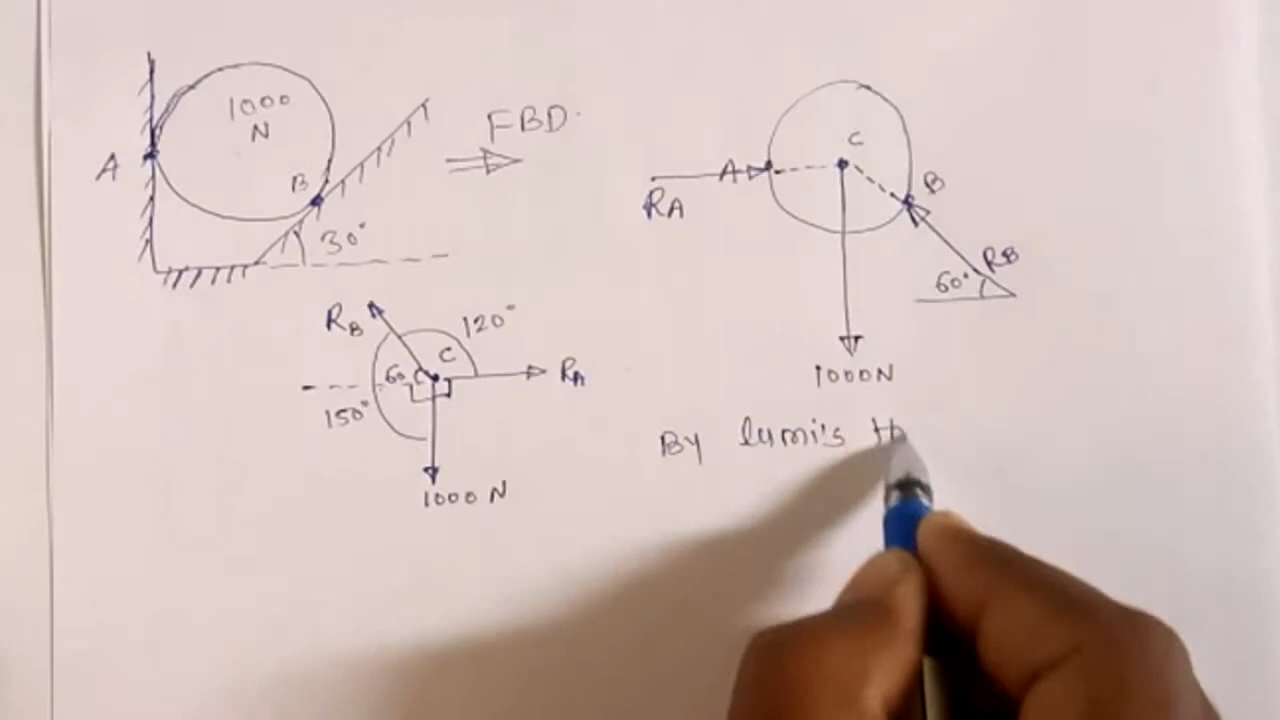 1000
N
A
B
30°
FBD.
C
A
B
RA
RB
60°
1000N
RB
120°
C
60
RA
150°
1000 N
By lumi's th